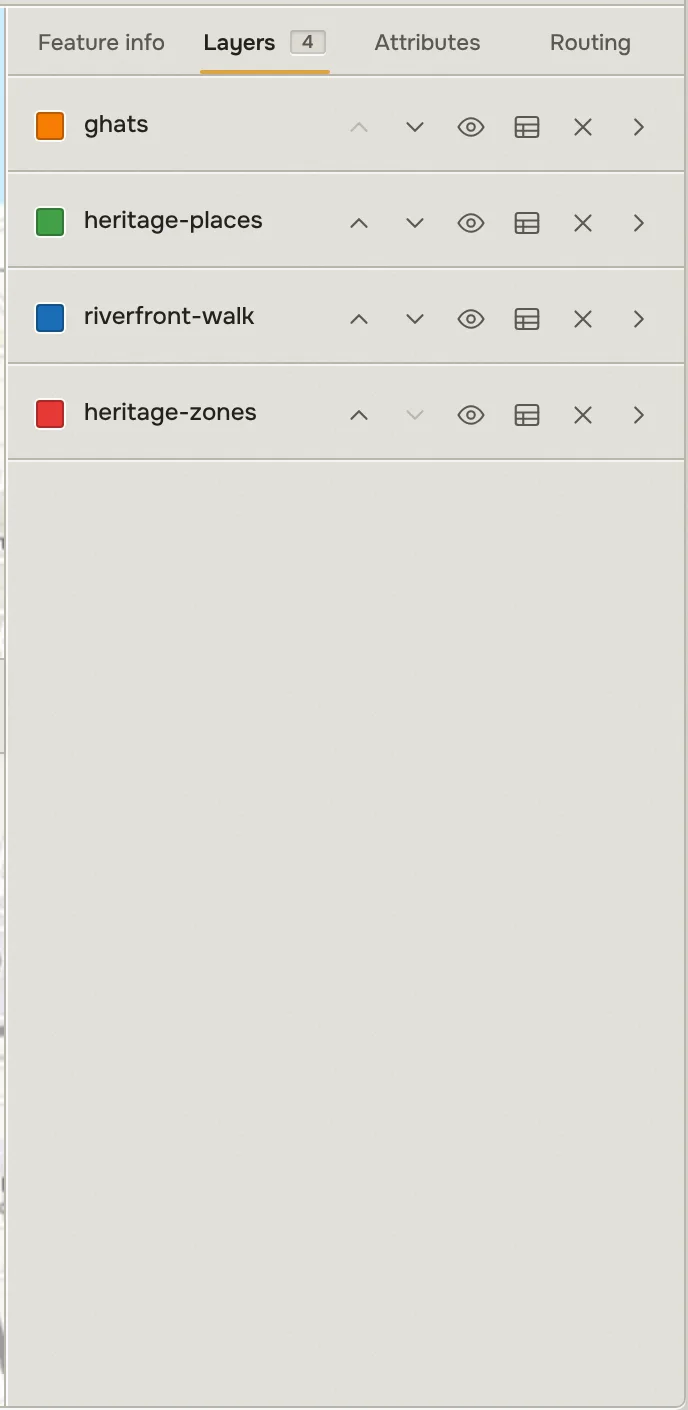 Feature info Layers 4 Attributes Routing
ghats
heritage-places
riverfront-walk
heritage-zones